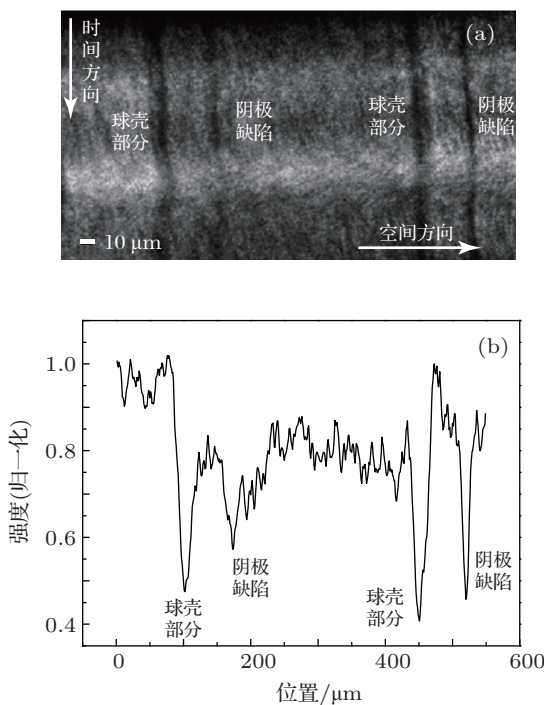 (a)
时
间
方
向
球壳
部分
阴极
缺陷
球壳
部分
阴极
缺陷
10 μm
空间方向
(b)
1.0
0.8
0.6
0.4
强度(归一化)
球壳
部分
阴极
缺陷
球壳
部分
阴极
缺陷
0
200
400
600
位置/μm